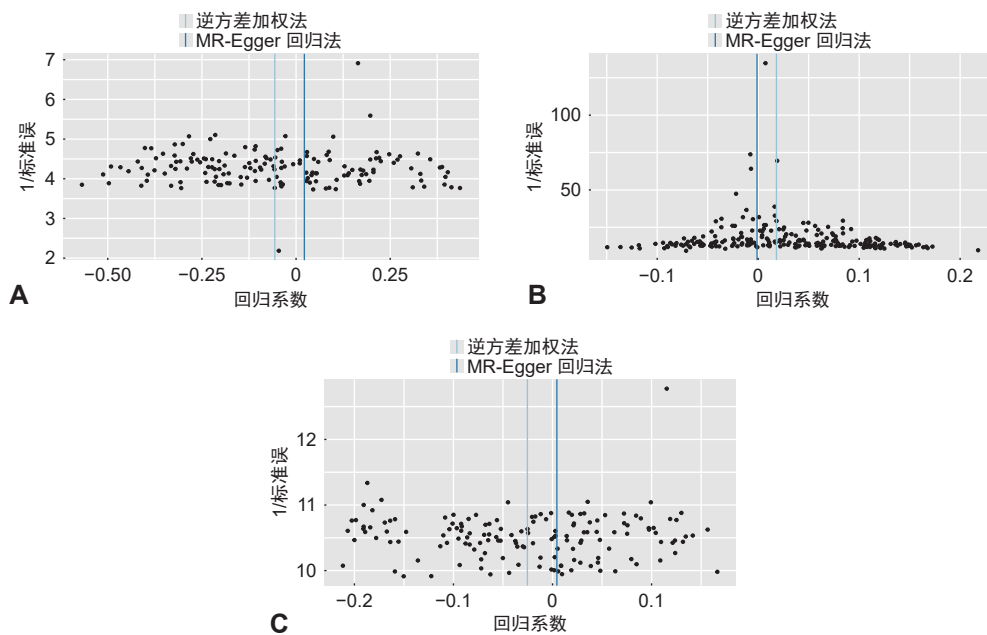 逆方差加权法
MR-Egger 回归法
7
6
5
4
3
2
1/标准误
−0.50
−0.25
0
0.25
回归系数
A
逆方差加权法
MR-Egger 回归法
100
50
1/标准误
−0.1
0
0.1
0.2
回归系数
B
逆方差加权法
MR-Egger 回归法
12
11
10
1/标准误
−0.2
−0.1
0
0.1
回归系数
C